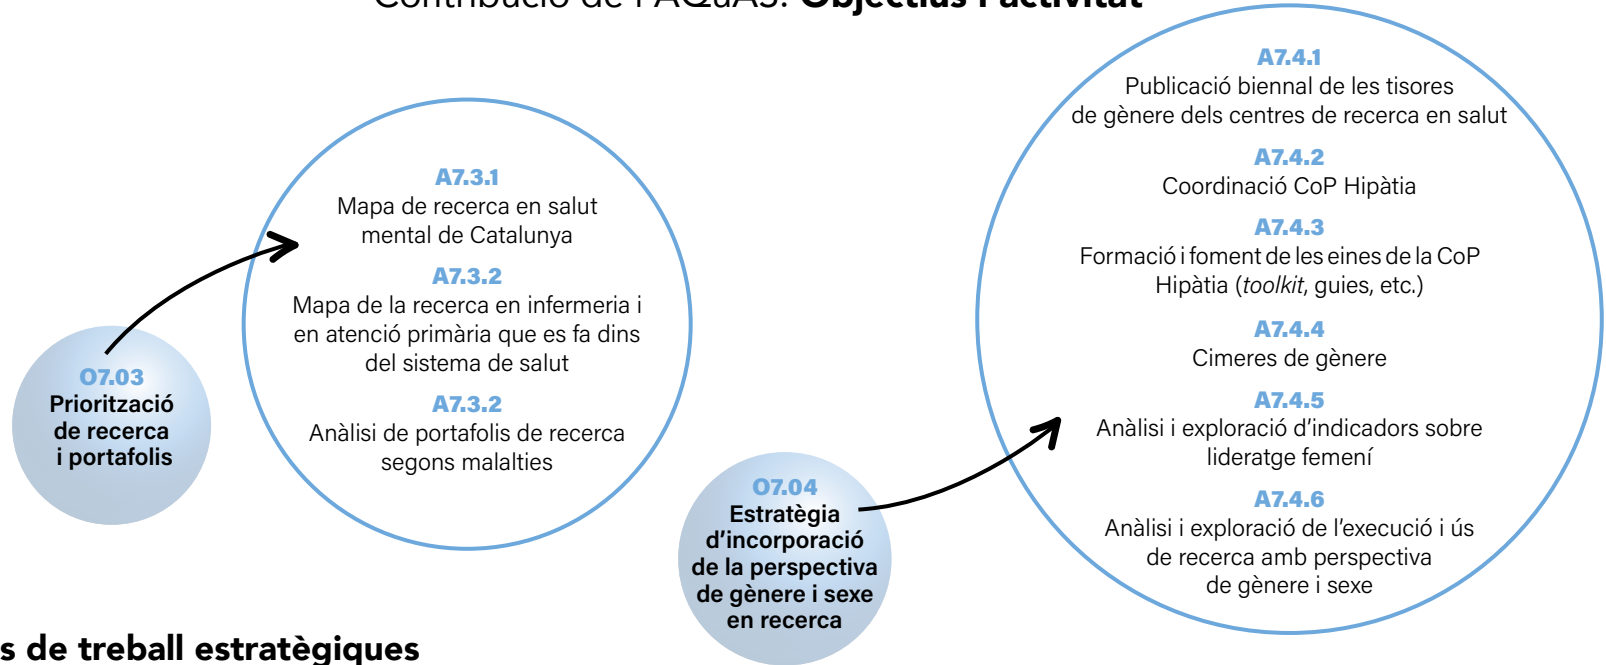 Contribució de l'AQuAS: Objectius i activitat
O7.03
Priorització
de recerca
i portafolis
A7.3.1
Mapa de recerca en salut
mental de Catalunya
A7.3.2
Mapa de la recerca en infermeria i
en atenció primària que es fa dins
del sistema de salut
A7.3.2
Anàlisi de portafolis de recerca
segons malalties
O7.04
Estratègia
d'incorporació
de la perspectiva
de gènere i sexe
en recerca
A7.4.1
Publicació biennal de les tisores
de gènere dels centres de recerca en salut
A7.4.2
Coordinació CoP Hipàtia
A7.4.3
Formació i foment de les eines de la CoP
Hipàtia (toolkit, guies, etc.)
A7.4.4
Cimeres de gènere
A7.4.5
Anàlisi i exploració d'indicadors sobre
lideratge femení
A7.4.6
Anàlisi i exploració de l'execució i ús
de recerca amb perspectiva
de gènere i sexe
s de treball estratègiques